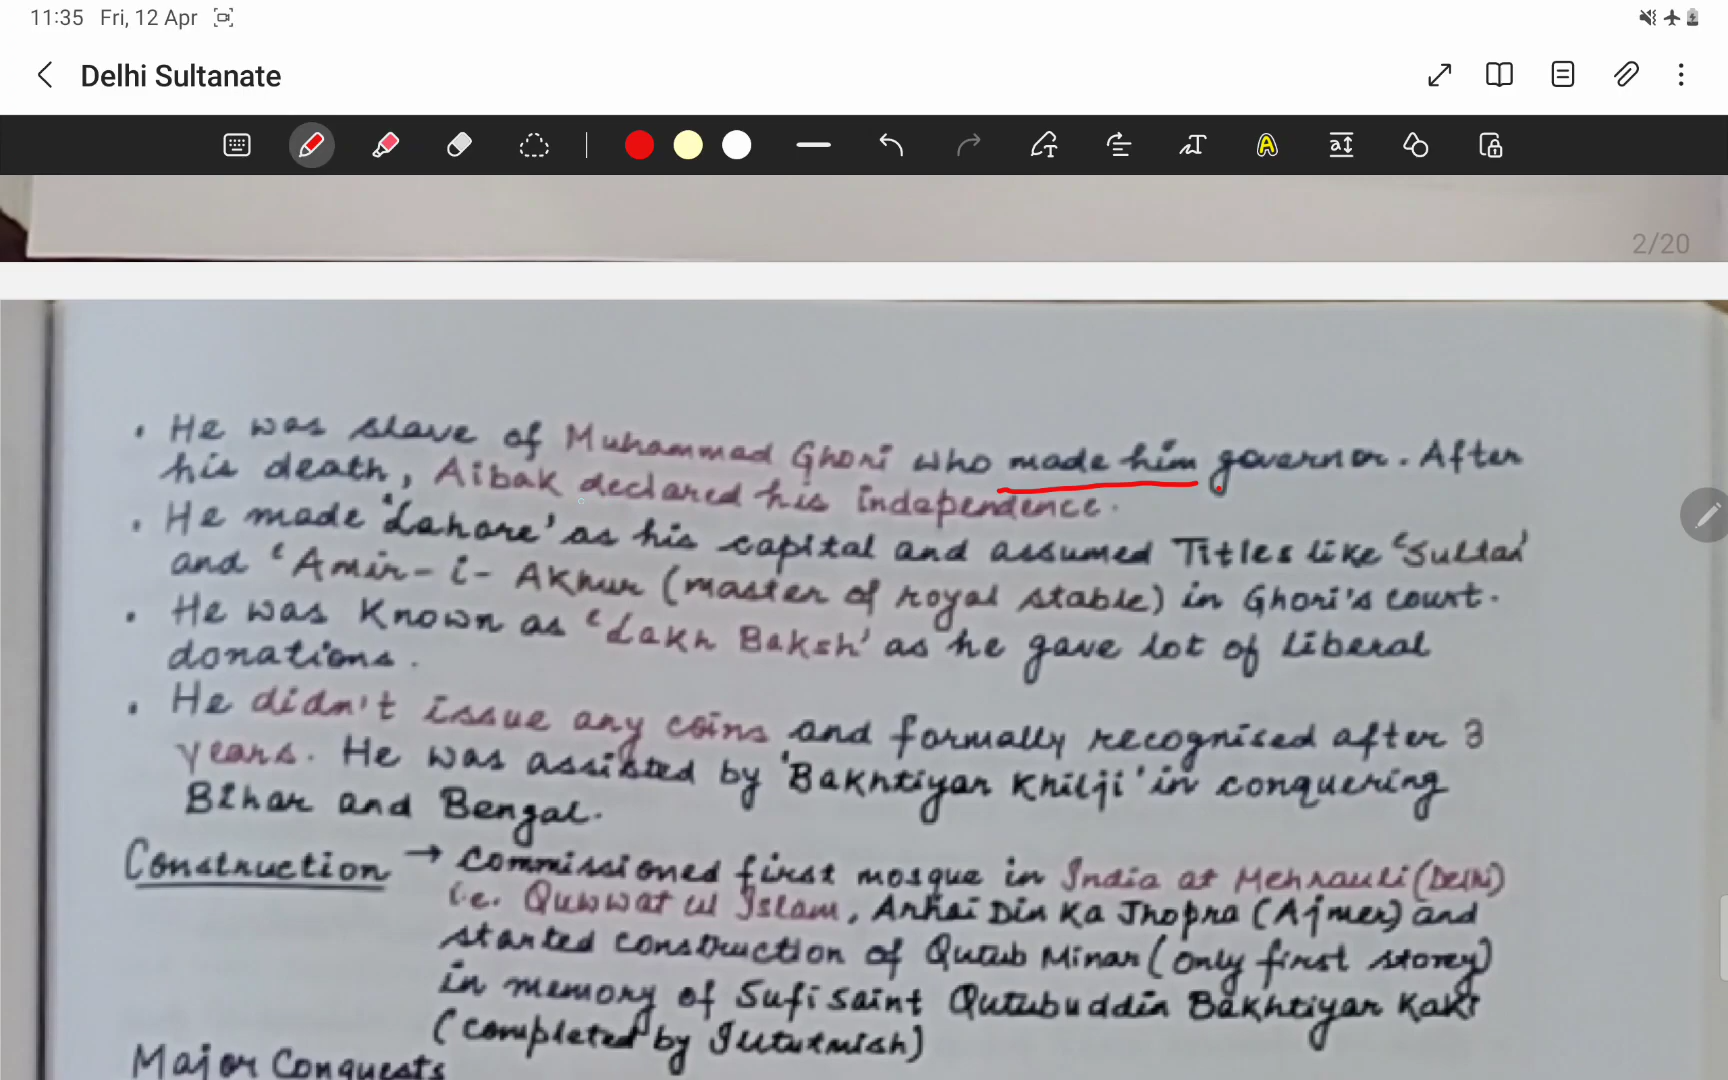 11:35 Fri, 12 Apr
Delhi Sultanate
2/20
• He was slave of Muhammad Ghori who made him governor. After
his death, Aibak declared his independence.
• He made 'Lahore' as his capital and assumed Titles like 'Sultan'
and 'Amir-i-Akhur (master of royal stable) in Ghori's court.
• He was known as 'Lakh Baksh' as he gave lot of liberal
donations.
• He didn't issue any coins and formally recognised after 3
years. He was assisted by 'Bakhtiyar Khilji' in conquering
Bihar and Bengal.
Construction → commissioned first mosque in India at Mehrauli (Delhi)
i.e. Quwwat ul Islam, Arhai Din Ka Jhopra (Ajmer) and
started construction of Qutub Minar (only first storey)
in memory of Sufi saint Qutubuddin Bakhtiyar Kaki
(completed by Iltutmish)
Major Conquests